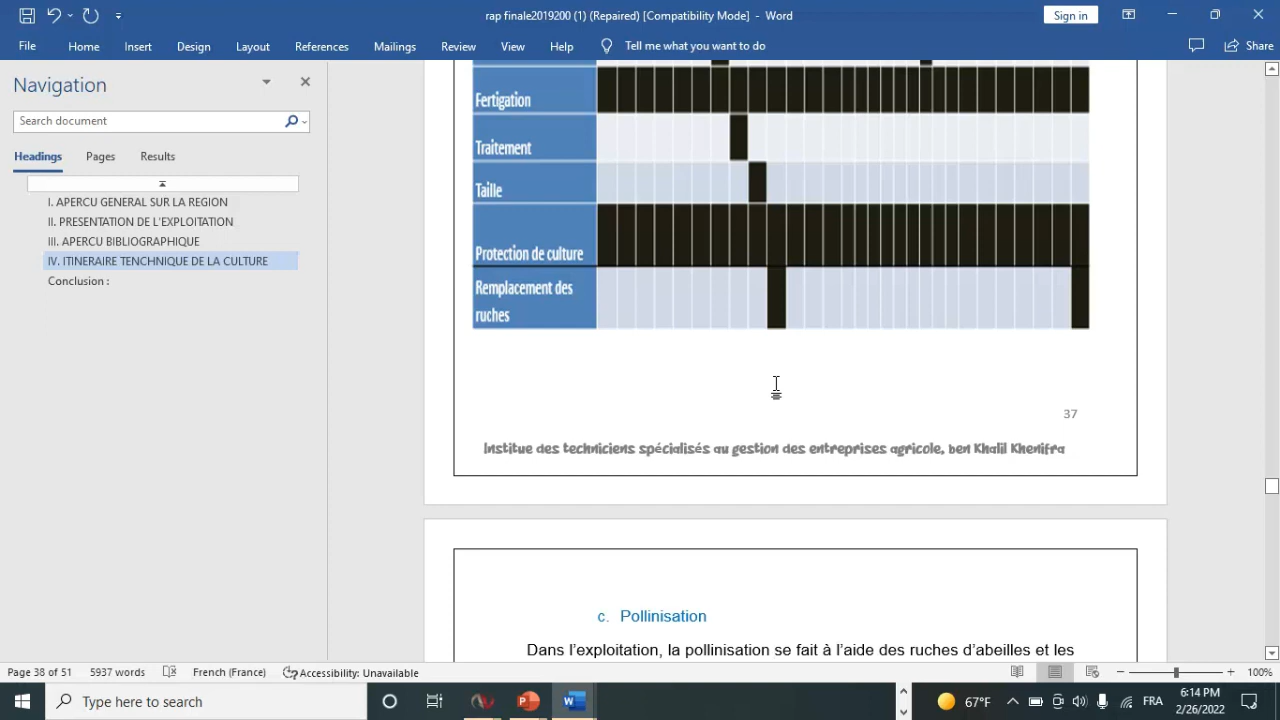 rap finale2019200 (1) (Repaired) [Compatibility Mode] - Word
Sign in
File Home Insert Design Layout References Mailings Review View Help Tell me what you want to do Share
Navigation
Search document
Headings Pages Results
I. APERCU GENERAL SUR LA REGION
II. PRESENTATION DE L'EXPLOITATION
III. APERCU BIBLIOGRAPHIQUE
IV. ITINERAIRE TENCHNIQUE DE LA CULTURE
Conclusion :
Fertigation
Traitement
Taille
Protection de culture
Remplacement des
ruches
37
Institue des techniciens spécialisés au gestion des entreprises agricole, ben Khalil Khenifra
c. Pollinisation
Dans l’exploitation, la pollinisation se fait à l’aide des ruches d’abeilles et les
Page 38 of 51 5937 words French (France) Accessibility: Unavailable 100%
Type here to search
67°F
FRA
6:14 PM
2/26/2022